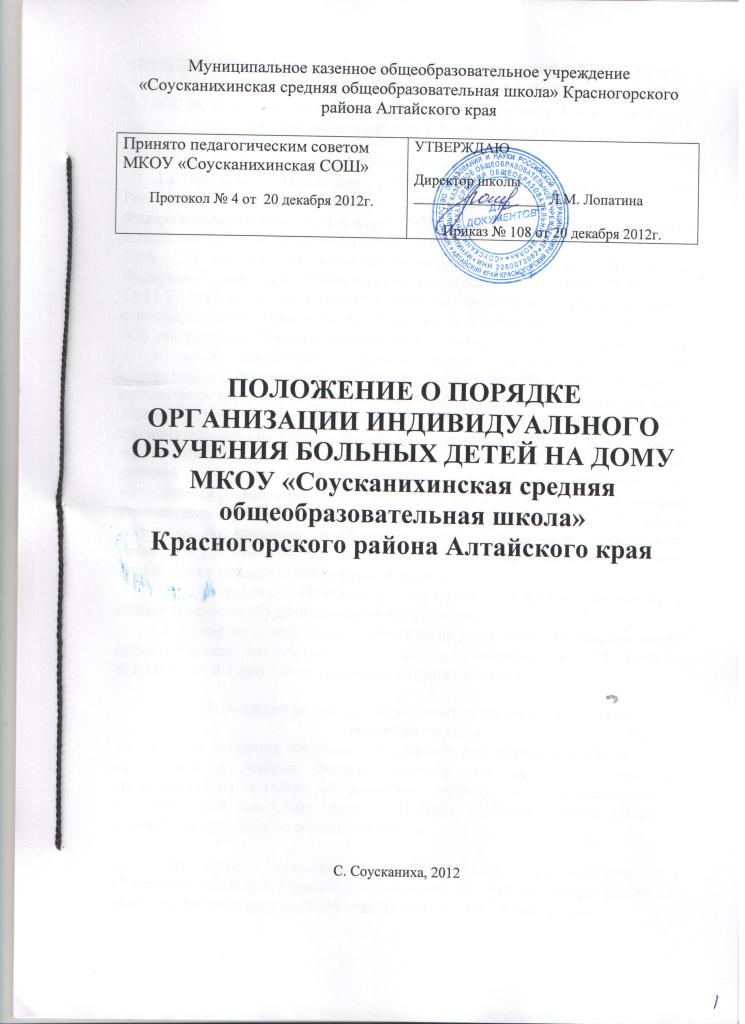 Муниципальное казенное общеобразовательное учреждение
«Соусканихинская средняя общеобразовательная школа» Красногорского
района Алтайского края
Принято педагогическим советом
МКОУ «Соусканихинская СОШ»
Протокол № 4 от 20 декабря 2012г.
УТВЕРЖДАЮ
Директор школы
Л.М. Лопатина
Приказ № 108 от 20 декабря 2012г.
ДЛЯ
ДОКУМЕНТОВ
ПОЛОЖЕНИЕ О ПОРЯДКЕ
ОРГАНИЗАЦИИ ИНДИВИДУАЛЬНОГО
ОБУЧЕНИЯ БОЛЬНЫХ ДЕТЕЙ НА ДОМУ
МКОУ «Соусканихинская средняя
общеобразовательная школа»
Красногорского района Алтайского края
С. Соусканиха, 2012
1